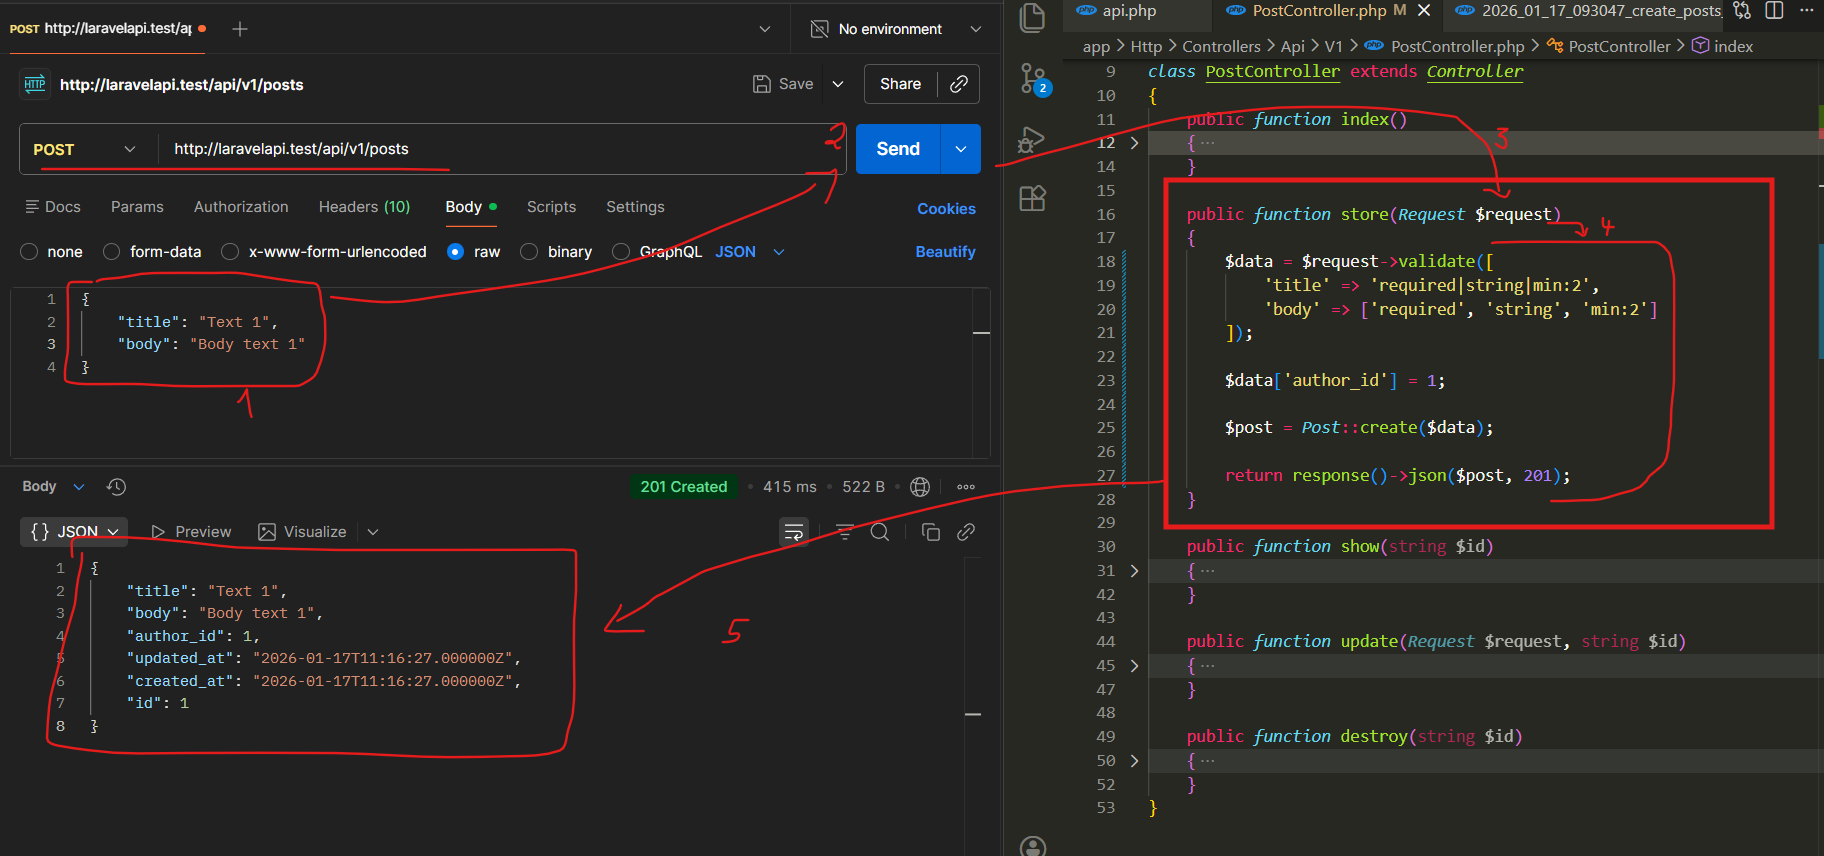 POST http://laravelapi.test/ap
No environment
http://laravelapi.test/api/v1/posts
Save
Share
POST
http://laravelapi.test/api/v1/posts
2
Send
Docs
Params
Authorization
Headers (10)
Body
Scripts
Settings
Cookies
none
form-data
x-www-form-urlencoded
raw
binary
GraphQL
JSON
Beautify
1 {
2 "title": "Text 1",
3 "body": "Body text 1"
4 }
1
Body
201 Created
415 ms
522 B
{} JSON
Preview
Visualize
1 {
2 "title": "Text 1",
3 "body": "Body text 1",
4 "author_id": 1,
5 "updated_at": "2026-01-17T11:16:27.000000Z",
6 "created_at": "2026-01-17T11:16:27.000000Z",
7 "id": 1
8 }
5
api.php
PostController.php M
2026_01_17_093047_create_posts_
app > Http > Controllers > Api > V1 > PostController.php > PostController > index
2
9 class PostController extends Controller
10 {
11 public function index()
12 { ...
14 }
3
15
16 public function store(Request $request)
4
17 {
18 $data = $request->validate([
19 'title' => 'required|string|min:2',
20 'body' => ['required', 'string', 'min:2']
21 ]);
22
23 $data['author_id'] = 1;
24
25 $post = Post::create($data);
26
27 return response()->json($post, 201);
28 }
29
30 public function show(string $id)
31 { ...
42 }
43
44 public function update(Request $request, string $id)
45 { ...
47 }
48
49 public function destroy(string $id)
50 { ...
52 }
53 }